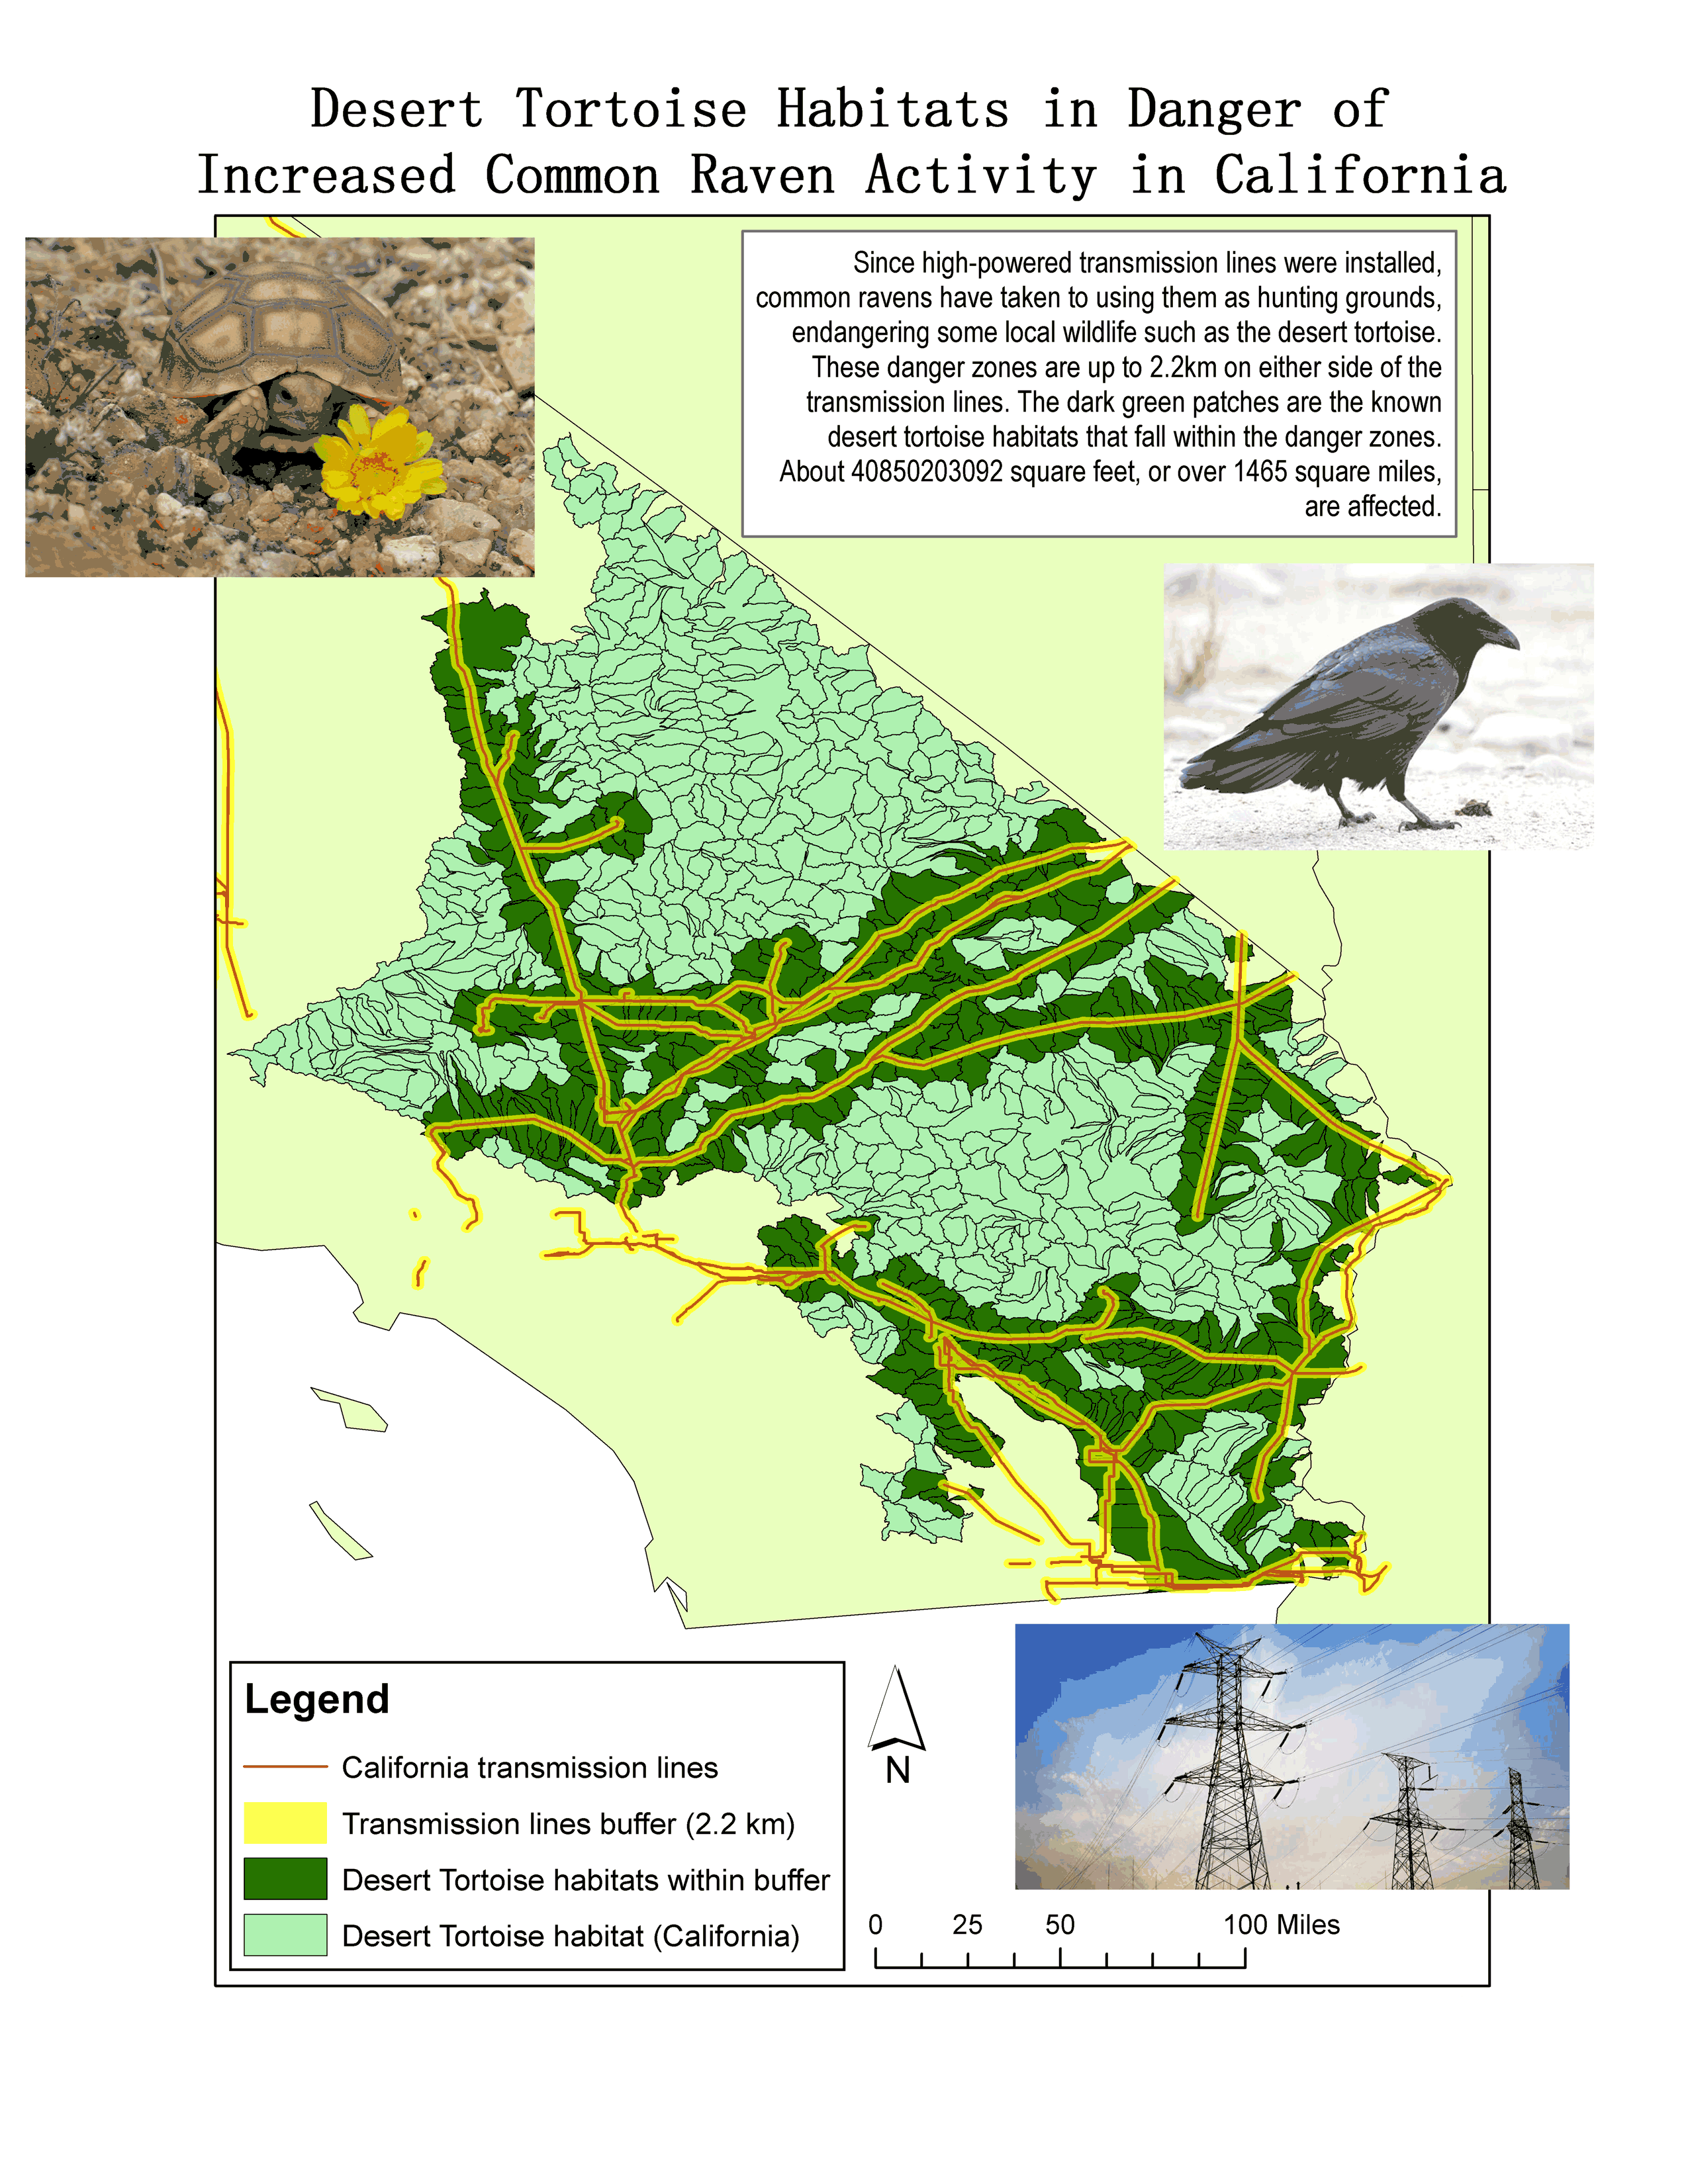 Desert Tortoise Habitats in Danger of
Increased Common Raven Activity in California
Since high-powered transmission lines were installed,
common ravens have taken to using them as hunting grounds,
endangering some local wildlife such as the desert tortoise.
These danger zones are up to 2.2km on either side of the
transmission lines. The dark green patches are the known
desert tortoise habitats that fall within the danger zones.
About 40850203092 square feet, or over 1465 square miles,
are affected.
Legend
California transmission lines
Transmission lines buffer (2.2 km)
Desert Tortoise habitats within buffer
Desert Tortoise habitat (California)
N
0 25 50 100 Miles